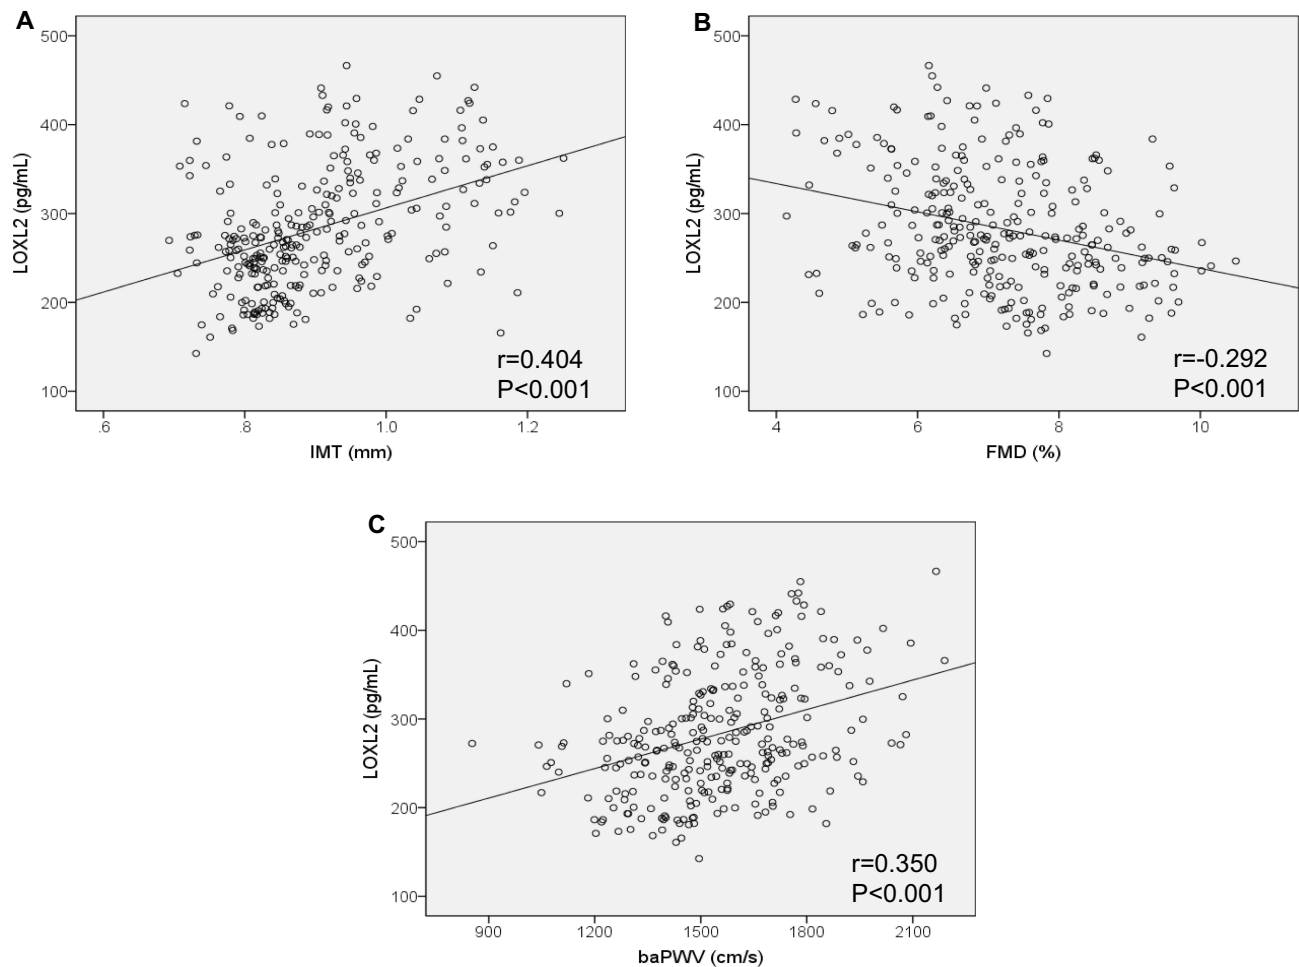 A
500
400
300
200
100
LOXL2 (pg/mL)
r=0.404
P<0.001
.6
.8
1.0
1.2
IMT (mm)
B
500
400
300
200
100
LOXL2 (pg/mL)
r=-0.292
P<0.001
4
6
8
10
FMD (%)
C
500
400
300
200
100
LOXL2 (pg/mL)
r=0.350
P<0.001
900
1200
1500
1800
2100
baPWV (cm/s)